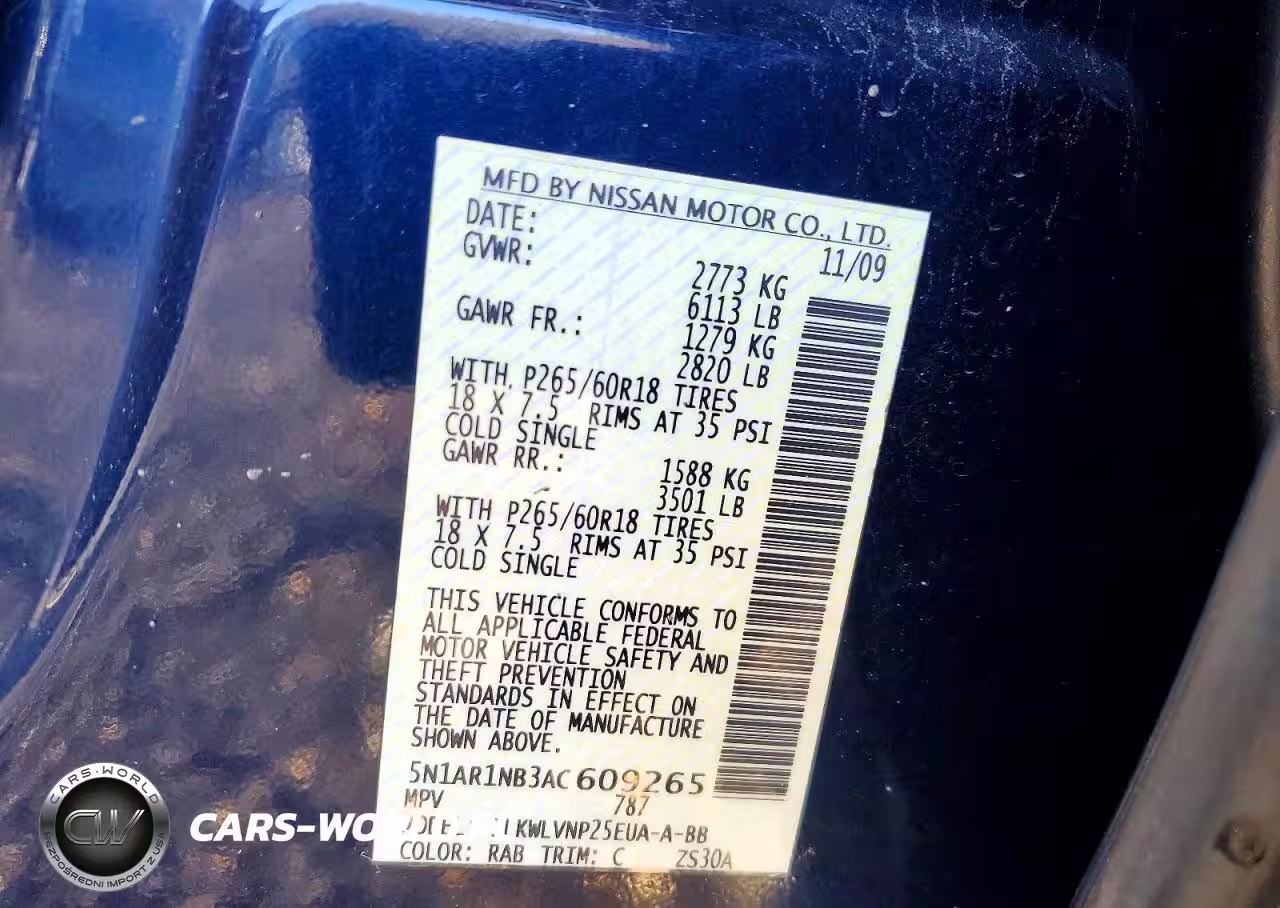 MFD BY NISSAN MOTOR CO., LTD.
DATE: 11/09
GVWR: 2773 KG
6113 LB
GAWR FR.: 1279 KG
2820 LB
WITH P265/60R18 TIRES
18 X 7.5 RIMS AT 35 PSI
COLD SINGLE
GAWR RR.: 1588 KG
3501 LB
WITH P265/60R18 TIRES
18 X 7.5 RIMS AT 35 PSI
COLD SINGLE
THIS VEHICLE CONFORMS TO
ALL APPLICABLE FEDERAL
MOTOR VEHICLE SAFETY AND
THEFT PREVENTION
STANDARDS IN EFFECT ON
THE DATE OF MANUFACTURE
SHOWN ABOVE.
5N1AR1NB3AC609265
MPV 787
KWLVNP25EUA-A-BB
COLOR: RAB TRIM: C ZS30A
CARS-WORLD
CW
BEZPOŚREDNI IMPORT Z USA